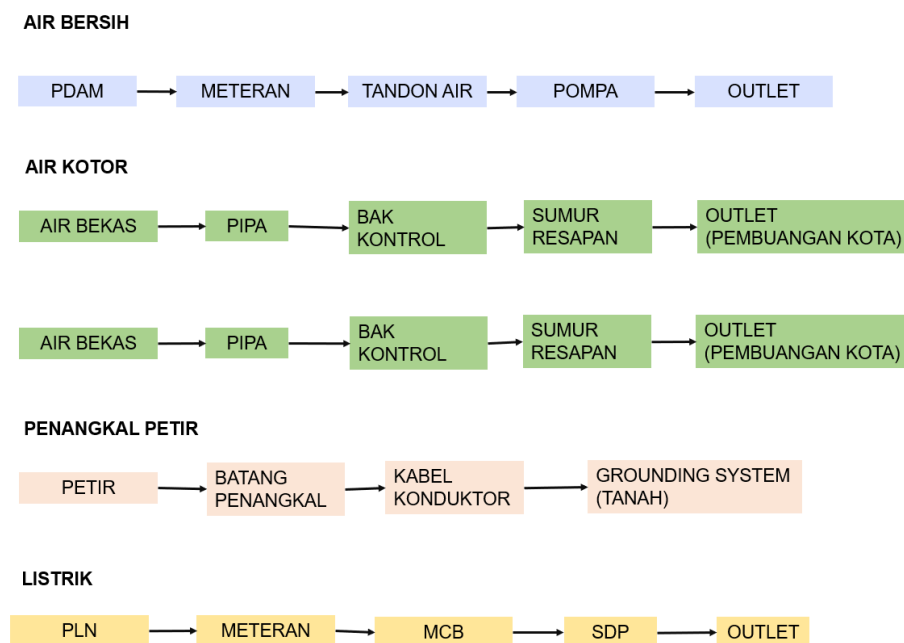 AIR BERSIH
PDAM
METERAN
TANDON AIR
POMPA
OUTLET
AIR KOTOR
AIR BEKAS
PIPA
BAK
KONTROL
SUMUR
RESAPAN
OUTLET
(PEMBUANGAN KOTA)
AIR BEKAS
PIPA
BAK
KONTROL
SUMUR
RESAPAN
OUTLET
(PEMBUANGAN KOTA)
PENANGKAL PETIR
PETIR
BATANG
PENANGKAL
KABEL
KONDUKTOR
GROUNDING SYSTEM
(TANAH)
LISTRIK
PLN
METERAN
MCB
SDP
OUTLET